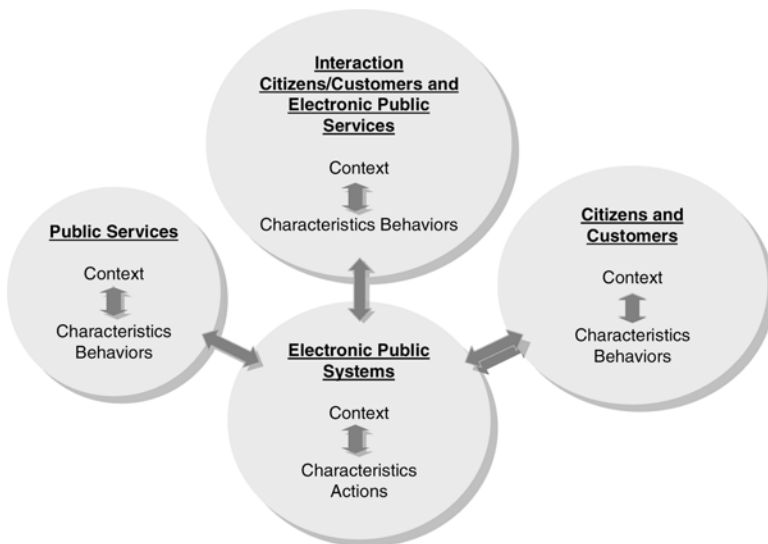 Interaction
Citizens/Customers and
Electronic Public
Services
Context
Characteristics Behaviors
Public Services
Context
Characteristics
Behaviors
Citizens and
Customers
Context
Characteristics
Behaviors
Electronic Public
Systems
Context
Characteristics
Actions